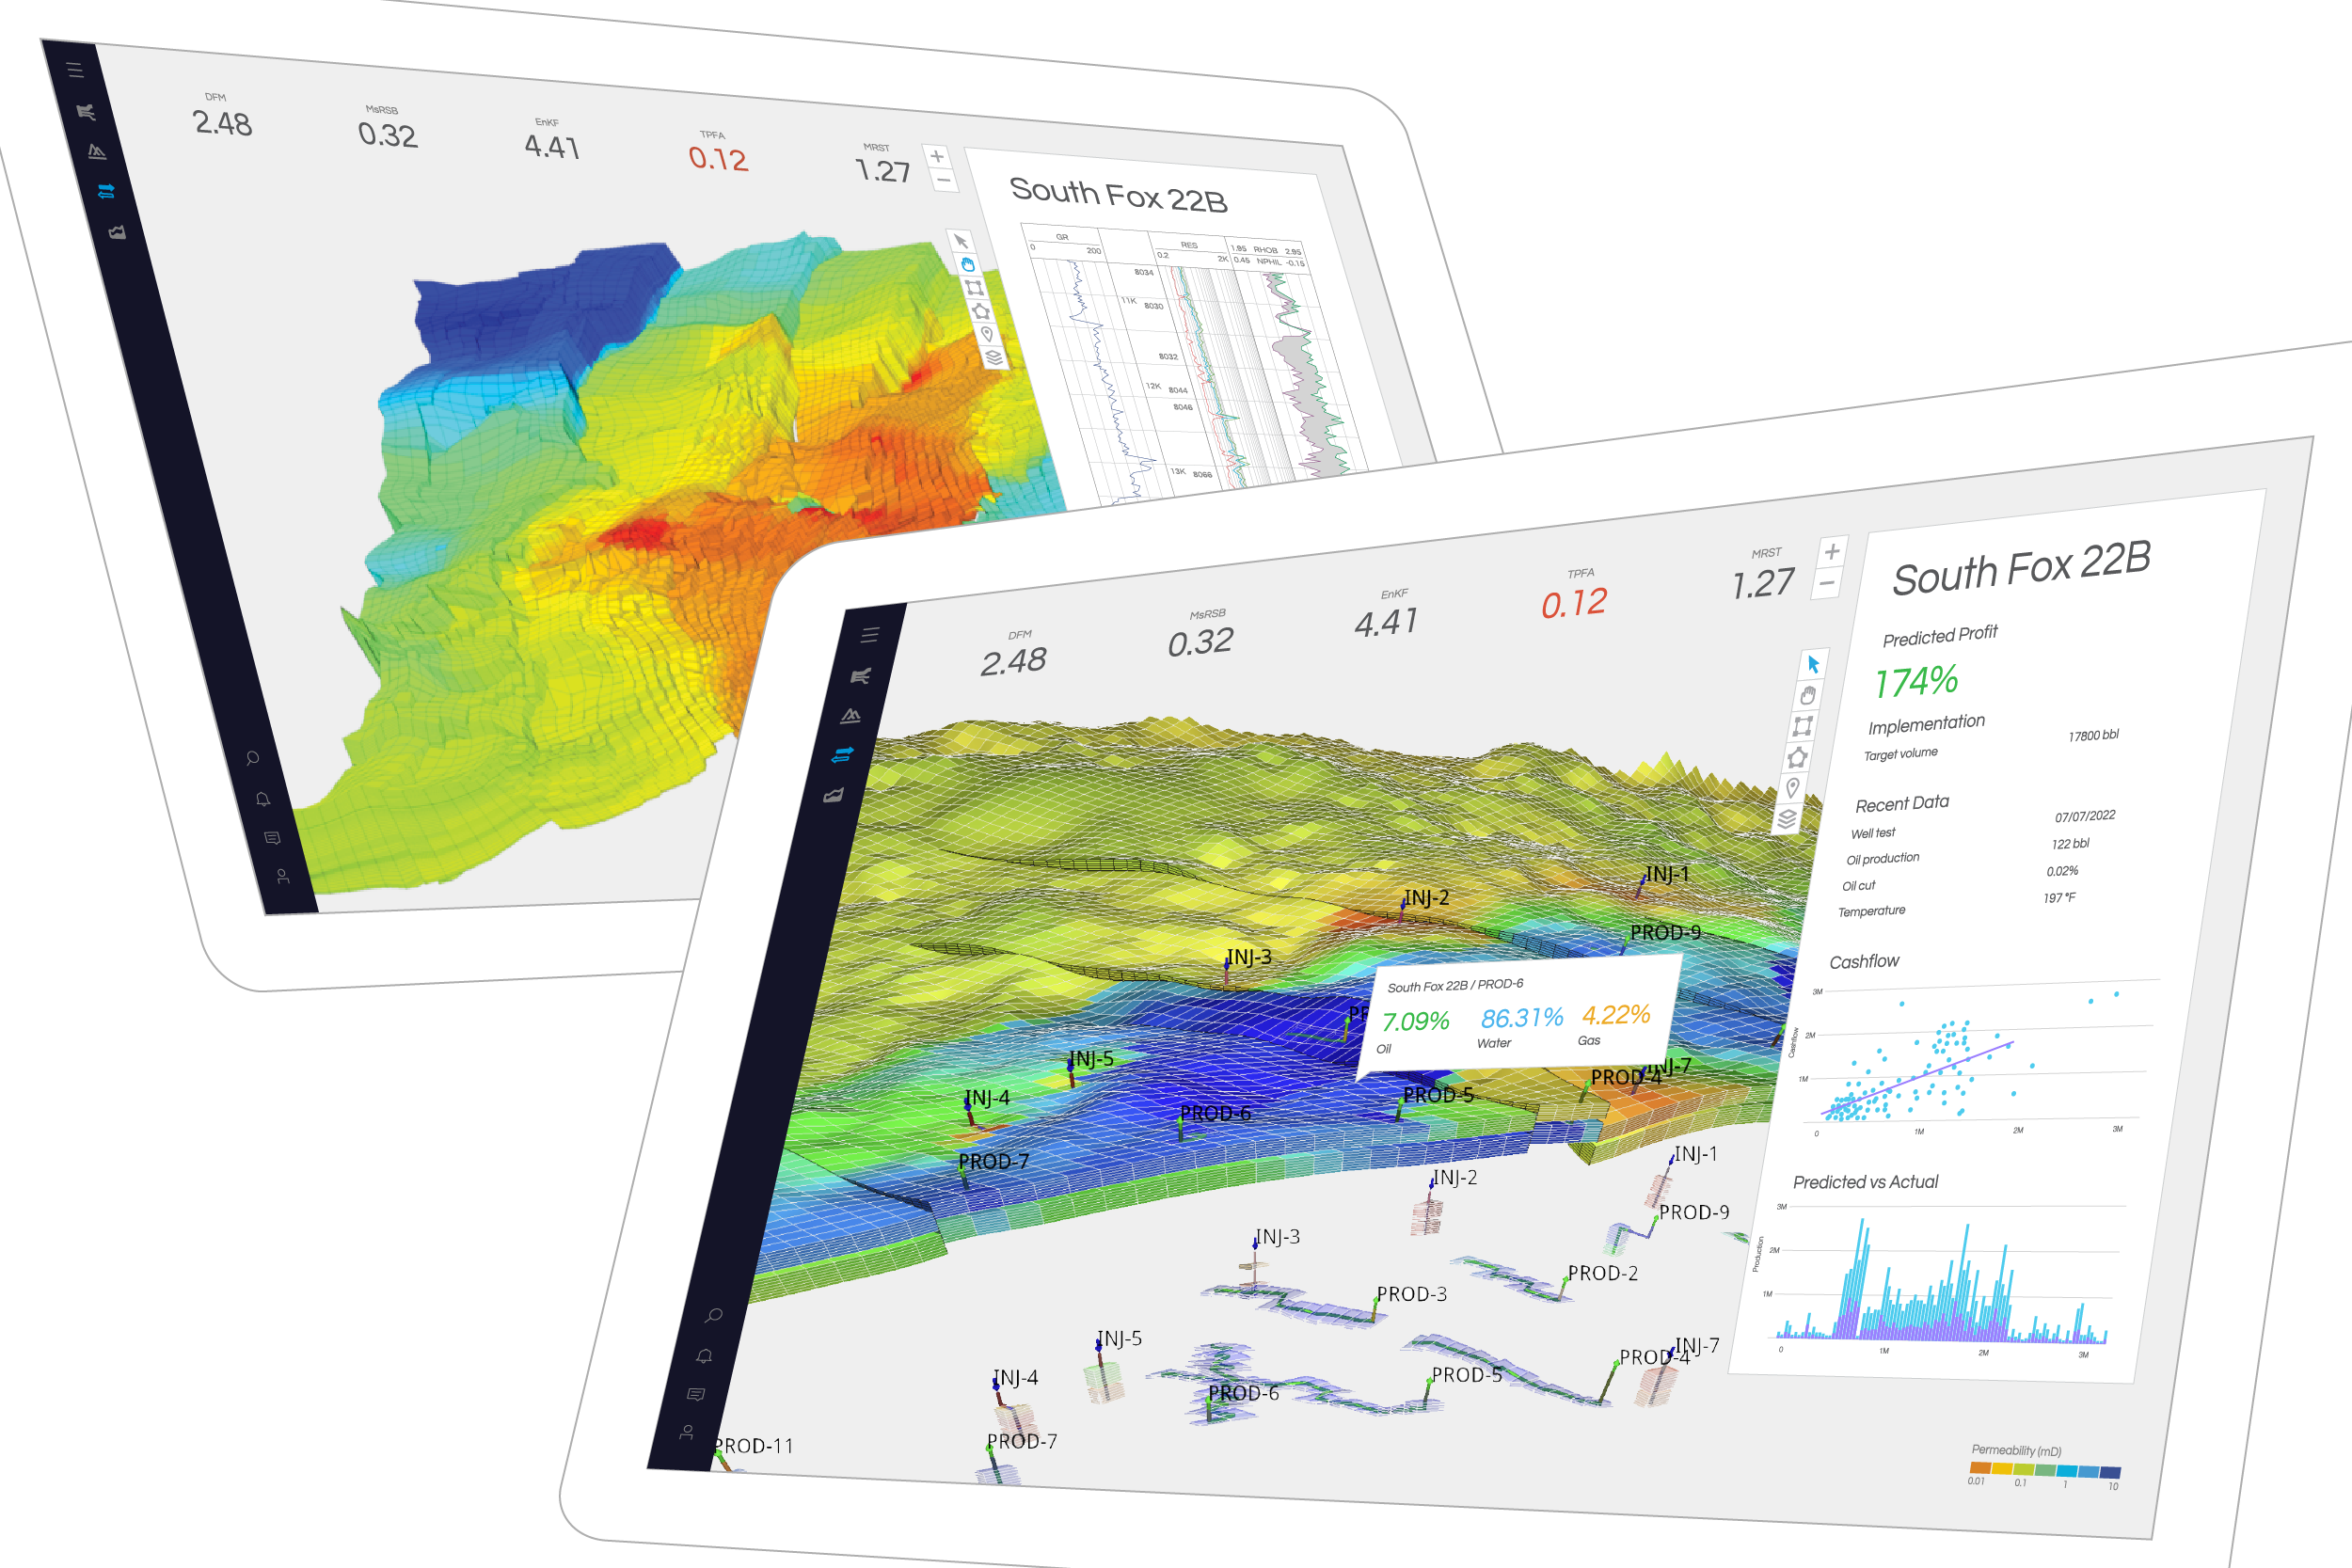 DFM
2.48
MsRSB
0.32
EnKF
4.41
TPFA
0.12
MRST
1.27
South Fox 22B
GR
0 200
RES
0.2 2K
1.95 RHOB 2.95
0.45 NPHIL -0.15
8034
11K 8030
8032
12K 8044
8046
13K 8066
DFM
2.48
MsRSB
0.32
EnKF
4.41
TPFA
0.12
MRST
1.27
INJ-1
INJ-2
PROD-9
INJ-3
South Fox 22B / PROD-6
7.09% 86.31% 4.22%
Oil Water Gas
INJ-5
INJ-7
PROD-4
INJ-4
PROD-5
PROD-6
PROD-7
INJ-1
INJ-2
PROD-9
INJ-3
PROD-2
PROD-3
INJ-5
INJ-7
PROD-4
INJ-4
PROD-5
PROD-6
PROD-7
PROD-11
South Fox 22B
Predicted Profit
174%
Implementation
Target volume 17800 bbl
Recent Data
Well test 07/07/2022
Oil production 122 bbl
Oil cut 0.02%
Temperature 197 °F
Cashflow
3M
2M
1M
Cashflow
0 1M 2M 3M
Predicted vs Actual
3M
2M
1M
Production
0 1M 2M 3M
Permeability (mD)
0.01 0.1 1 10